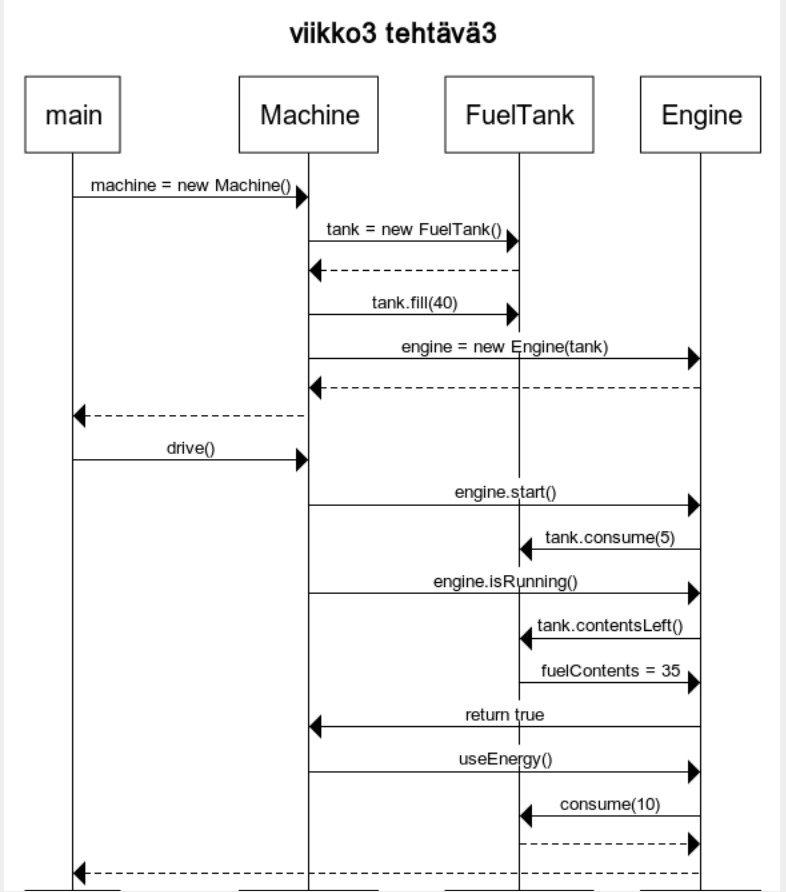 viikko3 tehtävä3
main
Machine
FuelTank
Engine
machine = new Machine()
tank = new FuelTank()
tank.fill(40)
engine = new Engine(tank)
drive()
engine.start()
tank.consume(5)
engine.isRunning()
tank.contentsLeft()
fuelContents = 35
return true
useEnergy()
consume(10)